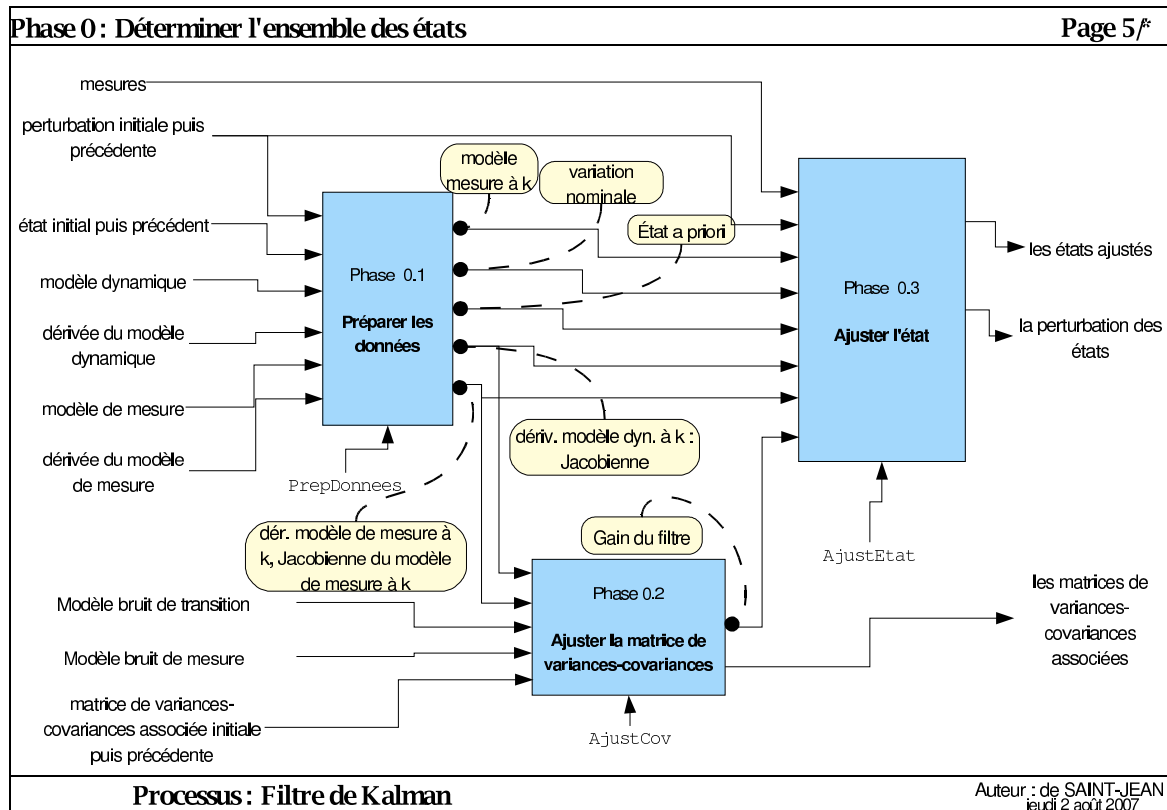 Phase 0 : Déterminer l'ensemble des états
Page 5/*
mesures
perturbation initiale puis
précédente
état initial puis précédent
modèle dynamique
dérivée du modèle
dynamique
modèle de mesure
dérivée du modèle
de mesure
modèle
mesure à k
variation
nominale
État a priori
Phase 0.1
Préparer les
données
PrepDonnees
Phase 0.3
Ajuster l'état
AjustEtat
les états ajustés
la perturbation des
états
dériv. modèle dyn. à k :
Jacobienne
dér. modèle de mesure à
k, Jacobienne du modèle
de mesure à k
Gain du filtre
Modèle bruit de transition
Modèle bruit de mesure
matrice de variances-
covariances associée initiale
puis précédente
Phase 0.2
Ajuster la matrice de
variances-covariances
AjustCov
les matrices de
variances-
covariances
associées
Processus : Filtre de Kalman
Auteur : de SAINT-JEAN
jeudi 2 août 2007